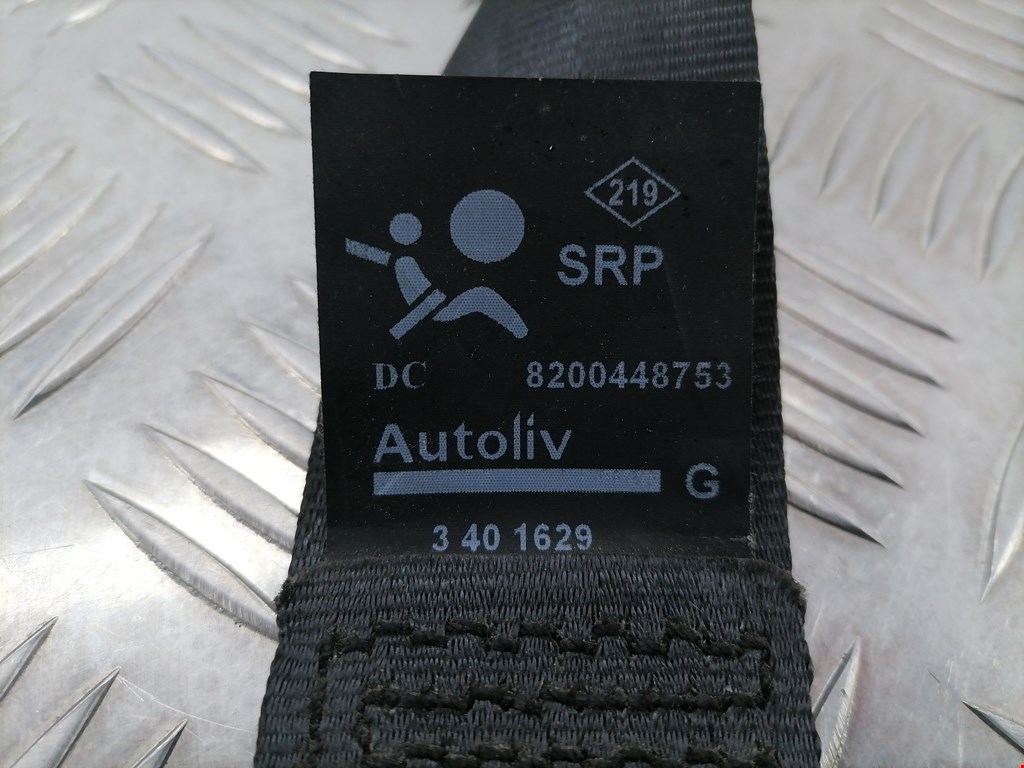 219
SRP
DC 8200448753
Autoliv
G
3 40 1629